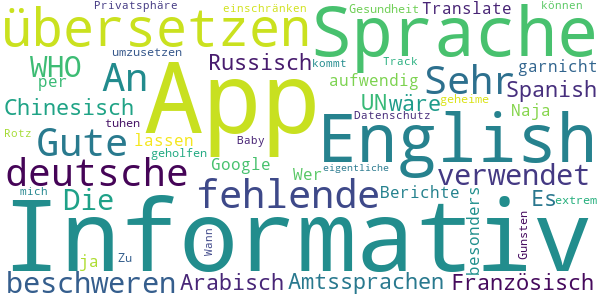 Privatsphäre einschränken Gesundheit können
übersetzen Sprache Translate
umzusetzen
WHO An App Russisch kommt Track Sehr garnicht
per aufwendig Spanish
Chinesisch UN wäre geheime
tuhen English Datenschutz Naja
Rotz Gute lassen Baby
geholfen Google Wer eigentliche
deutsche verwendet
mich Die fehlende Berichte Es extrem
Informativ besonders
Wann Gunsten
ja Zu
beschweren Arabisch Amtssprachen Französisch